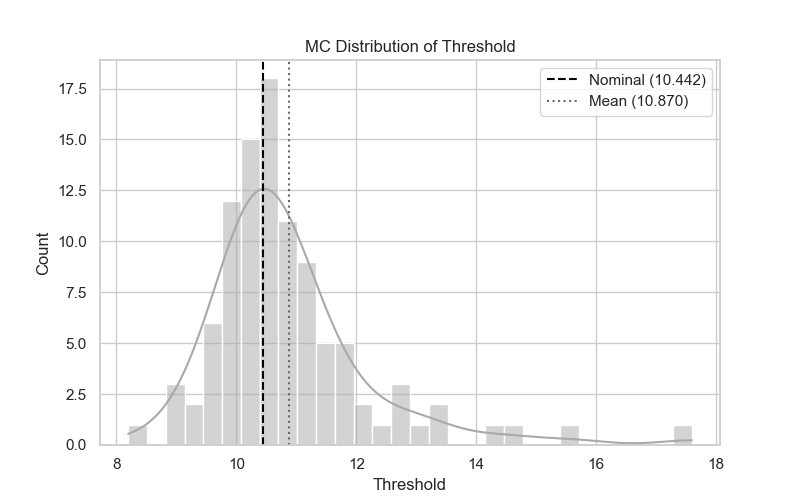 MC Distribution of Threshold
Nominal (10.442)
Mean (10.870)
Count
17.5
15.0
12.5
10.0
7.5
5.0
2.5
0.0
8 10 12 14 16 18
Threshold